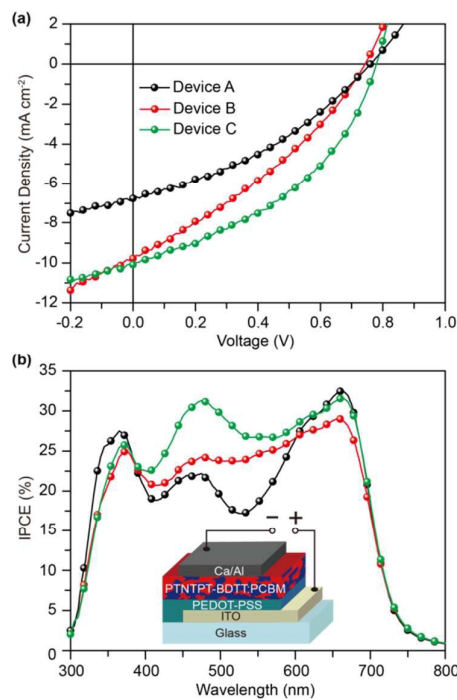 (a)
2
0
-2
-4
-6
-8
-10
-12
Current Density (mA cm⁻²)
Device A
Device B
Device C
-0.2 0.0 0.2 0.4 0.6 0.8 1.0
Voltage (V)
(b)
35
30
25
20
15
10
5
0
IPCE (%)
− +
Ca/Al
PTNTPT-BDTT:PCBM
PEDOT-PSS
ITO
Glass
300 400 500 600 700 800
Wavelength (nm)